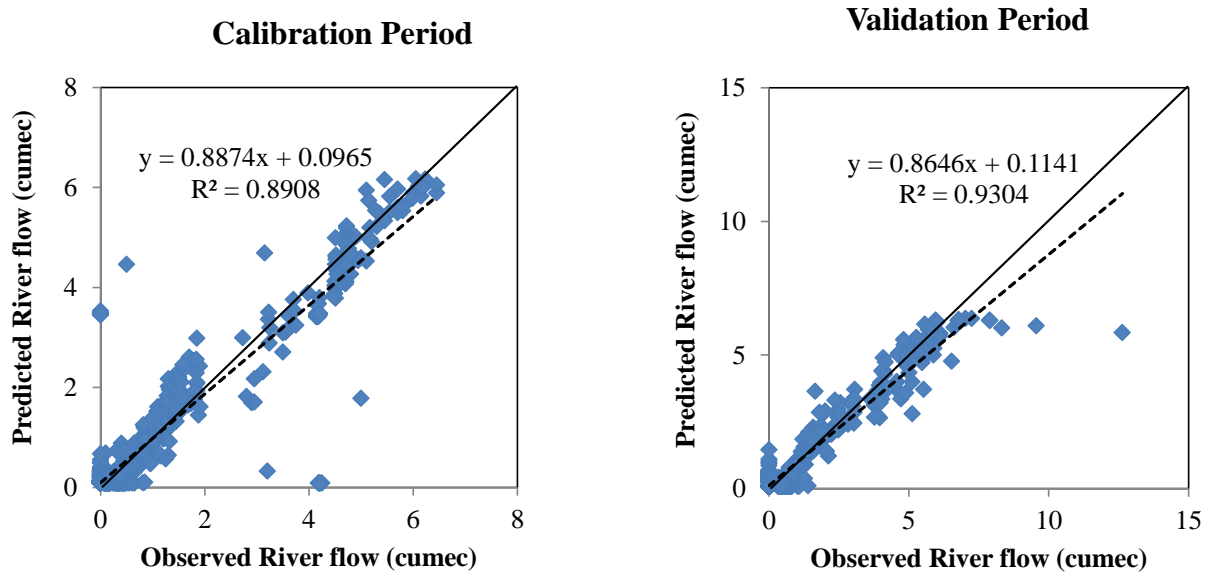 Calibration Period
8
6
4
2
0
0 2 4 6 8
Predicted River flow (cumec)
y = 0.8874x + 0.0965
R² = 0.8908
Observed River flow (cumec)
Validation Period
15
10
5
0
0 5 10 15
Predicted River flow (cumec)
y = 0.8646x + 0.1141
R² = 0.9304
Observed River flow (cumec)